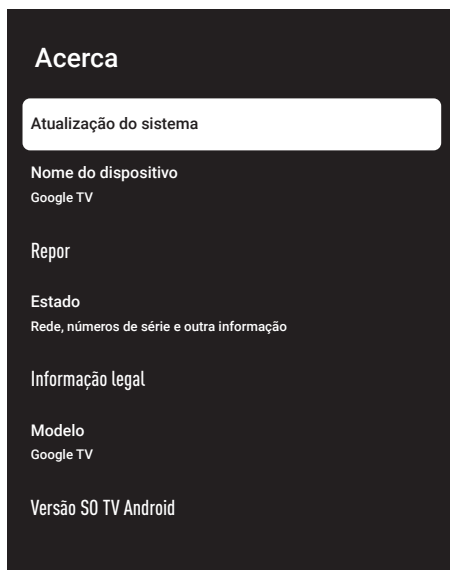 Acerca
Atualização do sistema
Nome do dispositivo
Google TV
Repor
Estado
Rede, números de série e outra informação
Informação legal
Modelo
Google TV
Versão SO TV Android